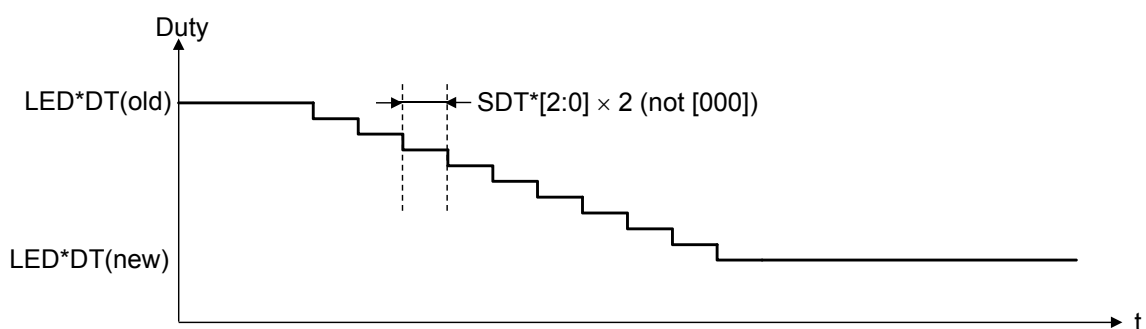 Duty
LED*DT(old)
SDT*[2:0] × 2 (not [000])
LED*DT(new)
t